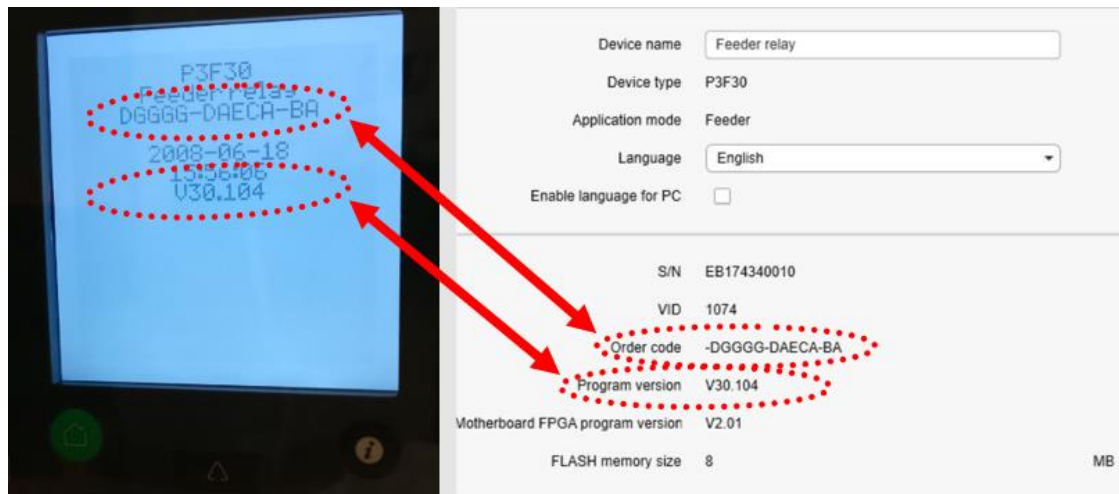 P3F30
Feeder relay
DGGGG-DAECA-BA
2008-06-18
15:56:06
V30.104
i
Device name Feeder relay
Device type P3F30
Application mode Feeder
Language English
Enable language for PC
S/N EB174340010
VID 1074
Order code -DGGGG-DAECA-BA
Program version V30.104
Motherboard FPGA program version V2.01
FLASH memory size 8 MB